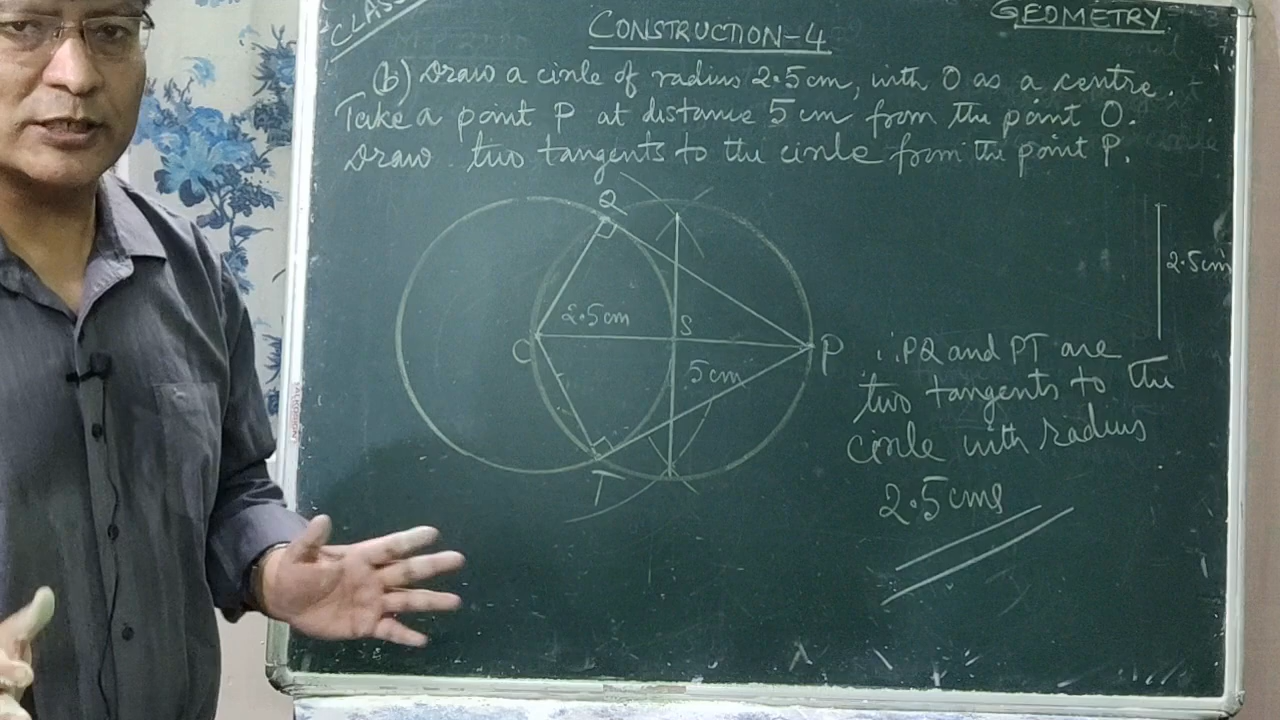 CLASS
GEOMETRY
CONSTRUCTION-4
(b) Draw a circle of radius 2.5cm, with O as a centre.
Take a point P at distance 5 cm from the point O.
Draw two tangents to the circle from the point P.
Q
2.5cm
2.5cm
S
O
P
5cm
T
∴ PQ and PT are
two tangents to the
circle with radius
2.5 cms